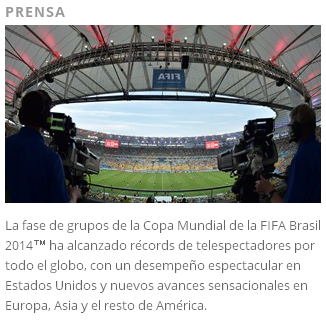 PRENSA
FIFA
La fase de grupos de la Copa Mundial de la FIFA Brasil
2014™ ha alcanzado récords de telespectadores por
todo el globo, con un desempeño espectacular en
Estados Unidos y nuevos avances sensacionales en
Europa, Asia y el resto de América.